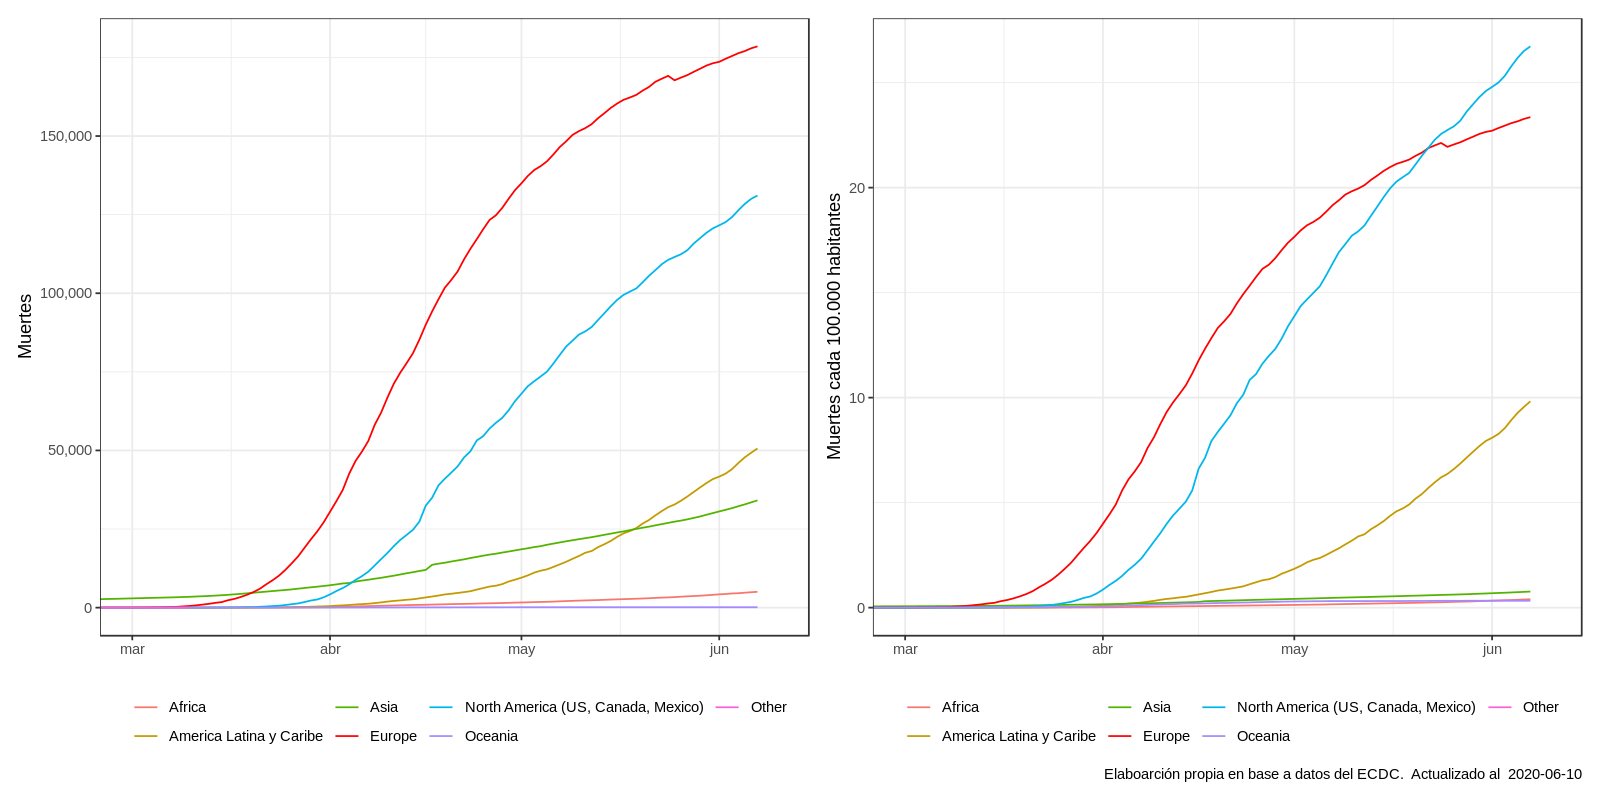 Muertes
150,000
100,000
50,000
0
mar abr may jun
Africa Asia North America (US, Canada, Mexico) Other
America Latina y Caribe Europe Oceania
Muertes cada 100.000 habitantes
20
10
0
mar abr may jun
Africa Asia North America (US, Canada, Mexico) Other
America Latina y Caribe Europe Oceania
Elaboarción propia en base a datos del ECDC. Actualizado al 2020-06-10